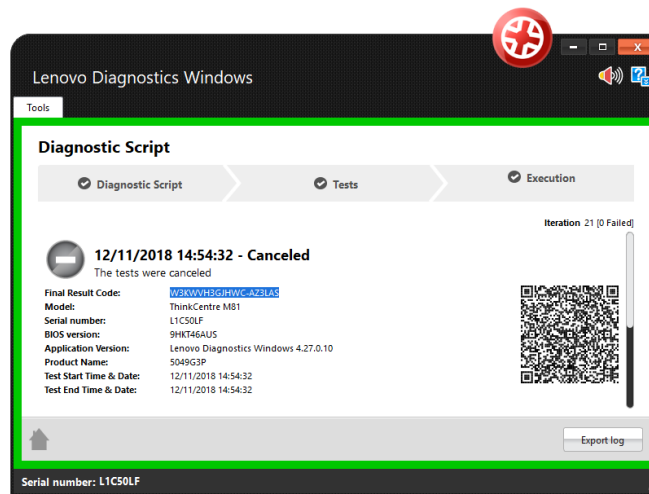 Lenovo Diagnostics Windows
Tools
Diagnostic Script
Diagnostic Script
Tests
Execution
Iteration 21 [0 Failed]
12/11/2018 14:54:32 - Canceled
The tests were canceled
Final Result Code: W3KWVH3GJHWC-AZ3LAS
Model: ThinkCentre M81
Serial number: L1C50LF
BIOS version: 9HKT46AUS
Application Version: Lenovo Diagnostics Windows 4.27.0.10
Product Name: 5049G3P
Test Start Time & Date: 12/11/2018 14:54:32
Test End Time & Date: 12/11/2018 14:54:32
Export log
Serial number: L1C50LF